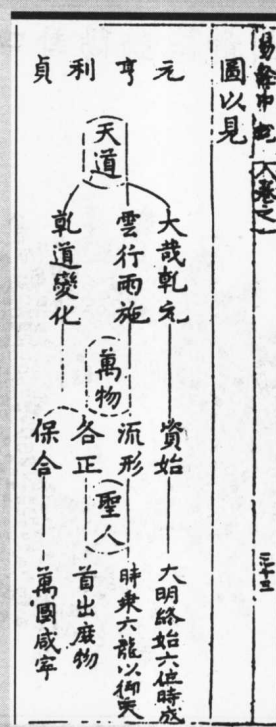 圖以見
元亨利貞
天道
大哉乾元
雲行雨施
乾道變化
萬物
資始
流形
各正
保合
聖人
大明終始六位時成
時乘六龍以御天
首出庶物
萬國咸寧